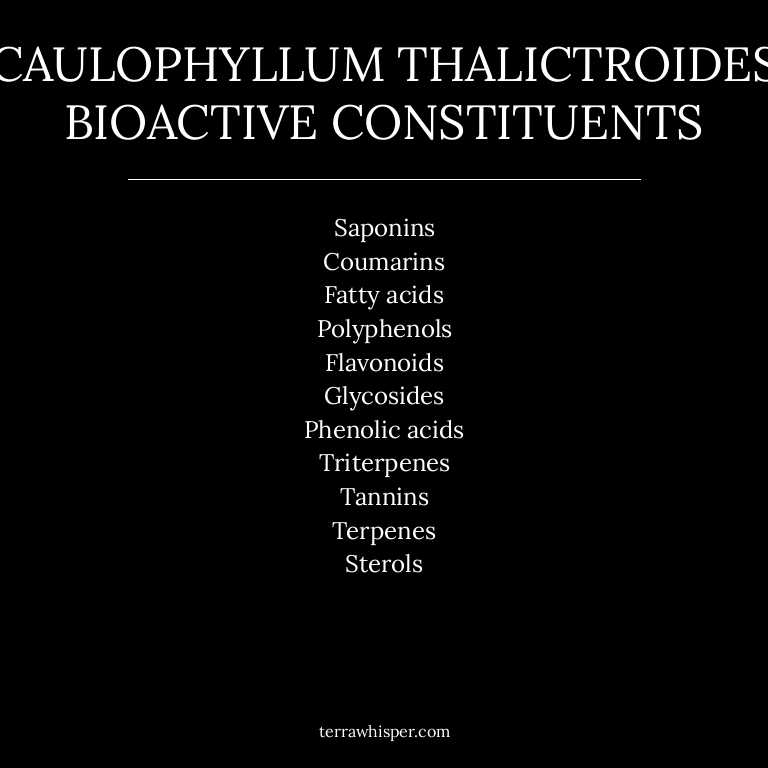 CAULOPHYLLUM THALICTROIDES
BIOACTIVE CONSTITUENTS
Saponins
Coumarins
Fatty acids
Polyphenols
Flavonoids
Glycosides
Phenolic acids
Triterpenes
Tannins
Terpenes
Sterols
terrawhisper.com